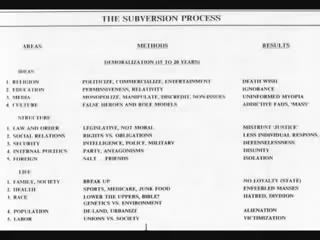 THE SUBVERSION PROCESS
AREAS: METHODS RESULTS:
DEMORALIZATION (15 TO 20 YEARS)
IDEAS
1. RELIGION POLITICIZE, COMMERCIALIZE, ENTERTAINMENT DEATH WISH
2. EDUCATION PERMISSIVENESS, RELATIVITY IGNORANCE
3. MEDIA MONOPOLIZE, MANIPULATE, DISCREDIT, NON-ISSUES UNINFORMED MYOPIA
4. CULTURE FALSE HEROES AND ROLE MODELS ADDICTIVE FADS, 'MASS'
STRUCTURE
1. LAW AND ORDER LEGISLATIVE, NOT MORAL MISTRUST 'JUSTICE'
2. SOCIAL RELATIONS RIGHTS VS. OBLIGATIONS LESS INDIVIDUAL RESPONS.
3. SECURITY INTELLIGENCE, POLICE, MILITARY DEFENSELESSNESS
4. INTERNAL POLITICS PARTY, ANTAGONISMS DISUNITY
5. FOREIGN SALT FRIENDS ISOLATION
LIFE
1. FAMILY, SOCIETY BREAK UP NO LOYALTY (STATE)
2. HEALTH SPORTS, MEDICARE, JUNK FOOD ENFEEBLED MASSES
3. RACE LOWER THE UPPERS, BIBLE? HATRED, DIVISION
GENETICS VS. ENVIRONMENT
4. POPULATION DE-LAND, URBANIZE ALIENATION
5. LABOR UNIONS VS. SOCIETY VICTIMIZATION